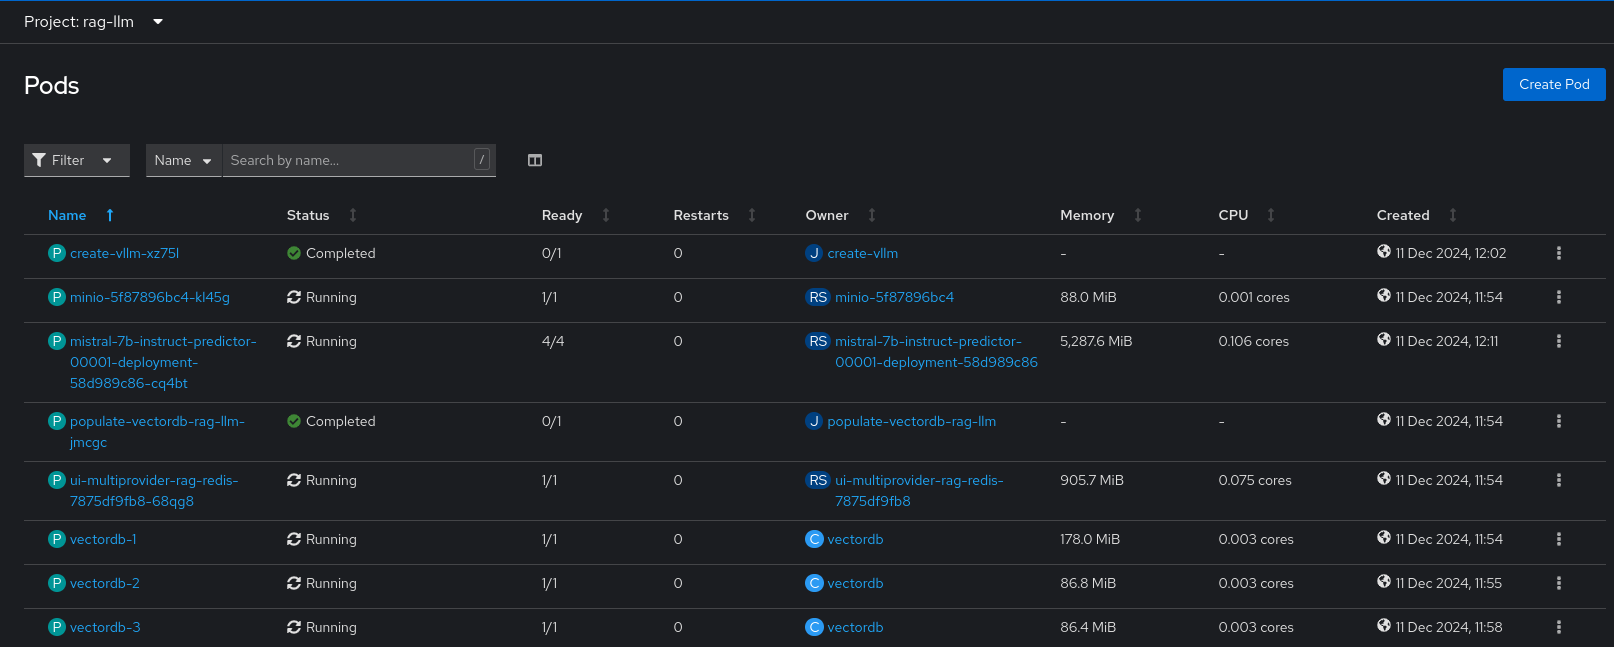 Project: rag-llm
Pods
Create Pod
Filter Name Search by name... /
Name Status Ready Restarts Owner Memory CPU Created
P create-vllm-xz75l Completed 0/1 0 J create-vllm - - 11 Dec 2024, 12:02
P minio-5f87896bc4-kl45g Running 1/1 0 RS minio-5f87896bc4 88.0 MiB 0.001 cores 11 Dec 2024, 11:54
P mistral-7b-instruct-predictor- Running 4/4 0 RS mistral-7b-instruct-predictor- 5,287.6 MiB 0.106 cores 11 Dec 2024, 12:11
00001-deployment- 00001-deployment-58d989c86
58d989c86-cq4bt
P populate-vectordb-rag-llm- Completed 0/1 0 J populate-vectordb-rag-llm - - 11 Dec 2024, 11:54
jmcgc
P ui-multiprovider-rag-redis- Running 1/1 0 RS ui-multiprovider-rag-redis- 905.7 MiB 0.075 cores 11 Dec 2024, 11:54
7875df9fb8-68qg8 7875df9fb8
P vectordb-1 Running 1/1 0 C vectordb 178.0 MiB 0.003 cores 11 Dec 2024, 11:54
P vectordb-2 Running 1/1 0 C vectordb 86.8 MiB 0.003 cores 11 Dec 2024, 11:55
P vectordb-3 Running 1/1 0 C vectordb 86.4 MiB 0.003 cores 11 Dec 2024, 11:58